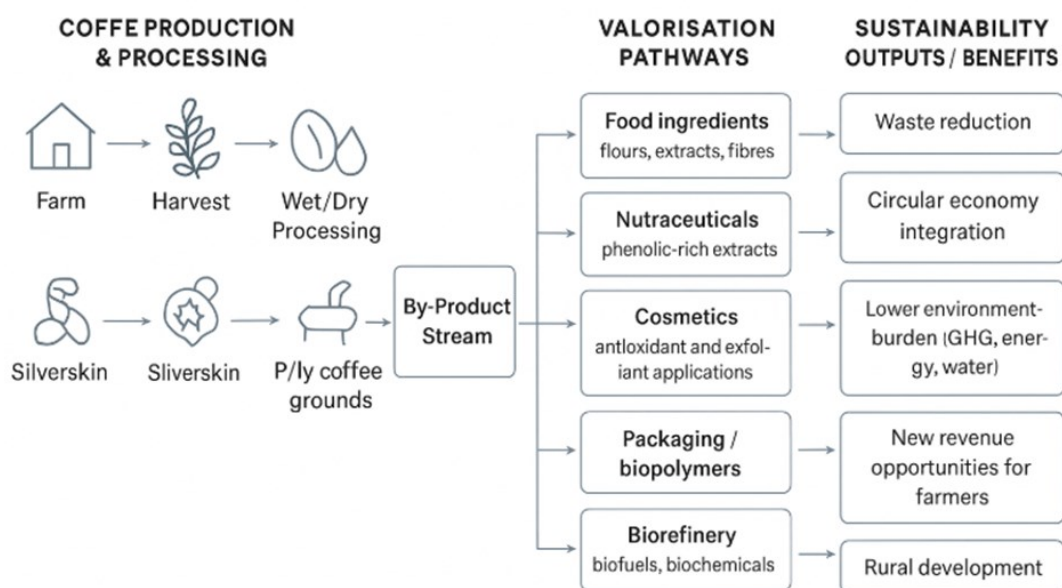 COFFE PRODUCTION
& PROCESSING
Farm
Harvest
Wet/Dry
Processing
Silverskin
Sliverskin
P/ly coffee
grounds
By-Product
Stream
VALORISATION
PATHWAYS
Food ingredients
flours, extracts, fibres
Nutraceuticals
phenolic-rich extracts
Cosmetics
antloxidant and exfol-
iant applications
Packaging /
biopolymers
Biorefinery
biofuels, biochemicals
SUSTAINABILITY
OUTPUTS / BENEFITS
Waste reduction
Circular economy
integration
Lower environment-
burden (GHG, ener-
gy, water)
New revenue
opportunities for
farmers
Rural development